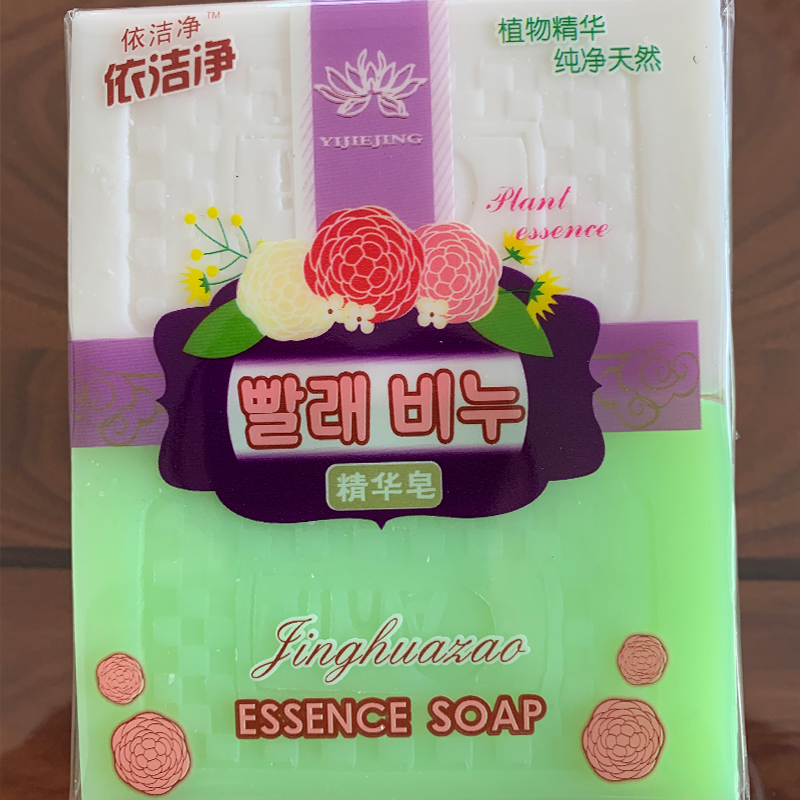 依洁净™
依洁净
YIJIEJING
植物精华
纯净天然
Plant
essence
빨래 비누
精华皂
Jinghuazao
ESSENCE SOAP